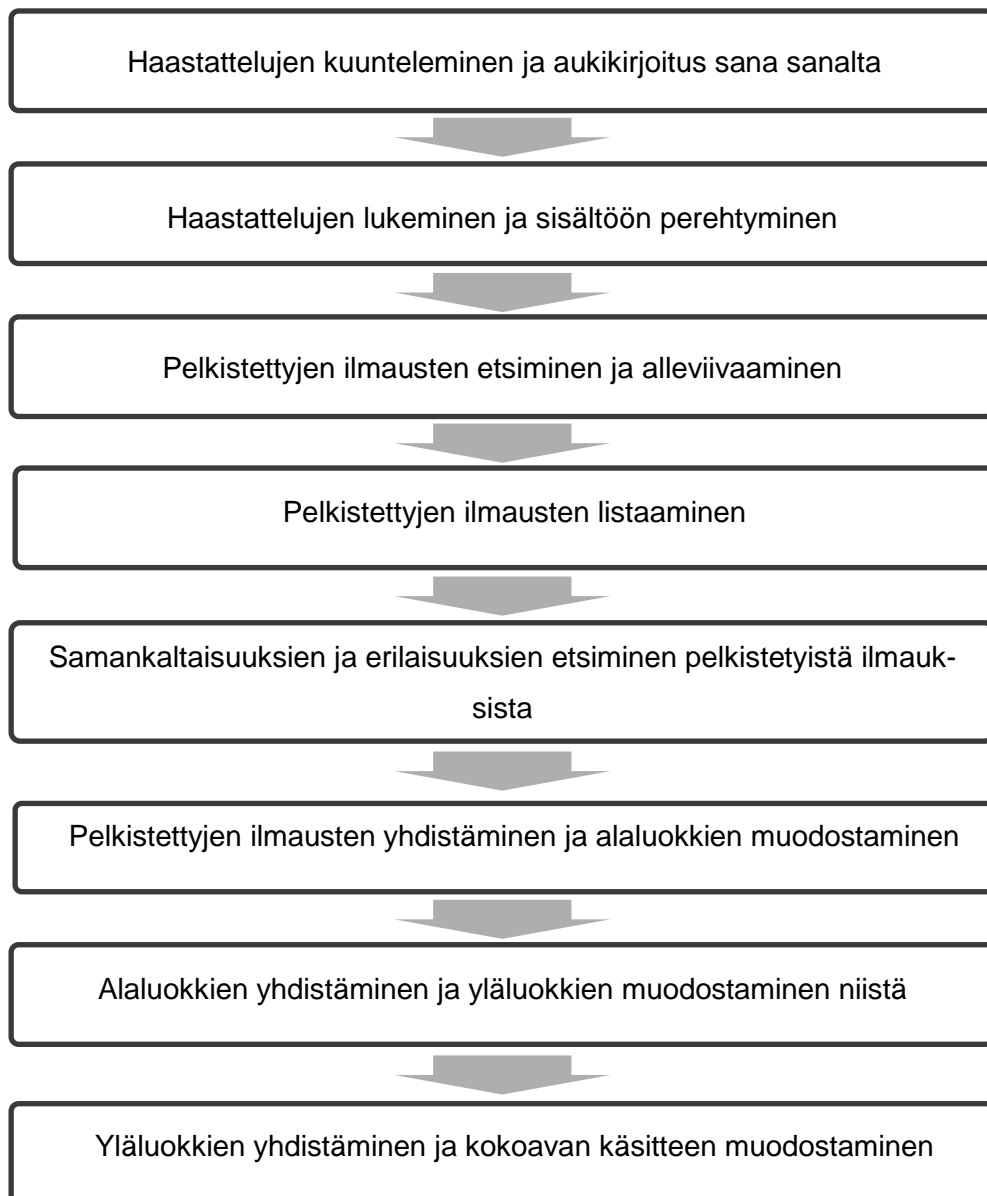 Haastattelujen kuunteleminen ja aukikirjoitus sana sanalta
Haastattelujen lukeminen ja sisältöön perehtyminen
Pelkistettyjen ilmausten etsiminen ja alleviivaaminen
Pelkistettyjen ilmausten listaaminen
Samankaltaisuuksien ja erilaisuuksien etsiminen pelkistetyistä ilmauk-
sista
Pelkistettyjen ilmausten yhdistäminen ja alaluokkien muodostaminen
Alaluokkien yhdistäminen ja yläluokkien muodostaminen niistä
Yläluokkien yhdistäminen ja kokoavan käsitteen muodostaminen